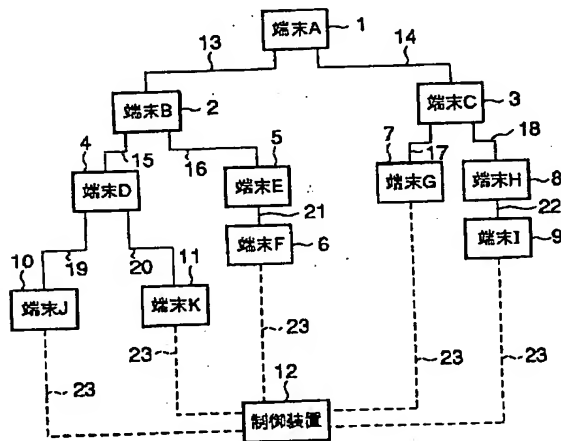 端末A 1
13 14
端末B 2
端末C 3
4 15 16 5 7 17 18
端末D
端末E
端末G
端末H 8
21 22
端末F 6
端末I 9
10 19 20 11
端末J
端末K
23 23 23 23 23
12
制御装置